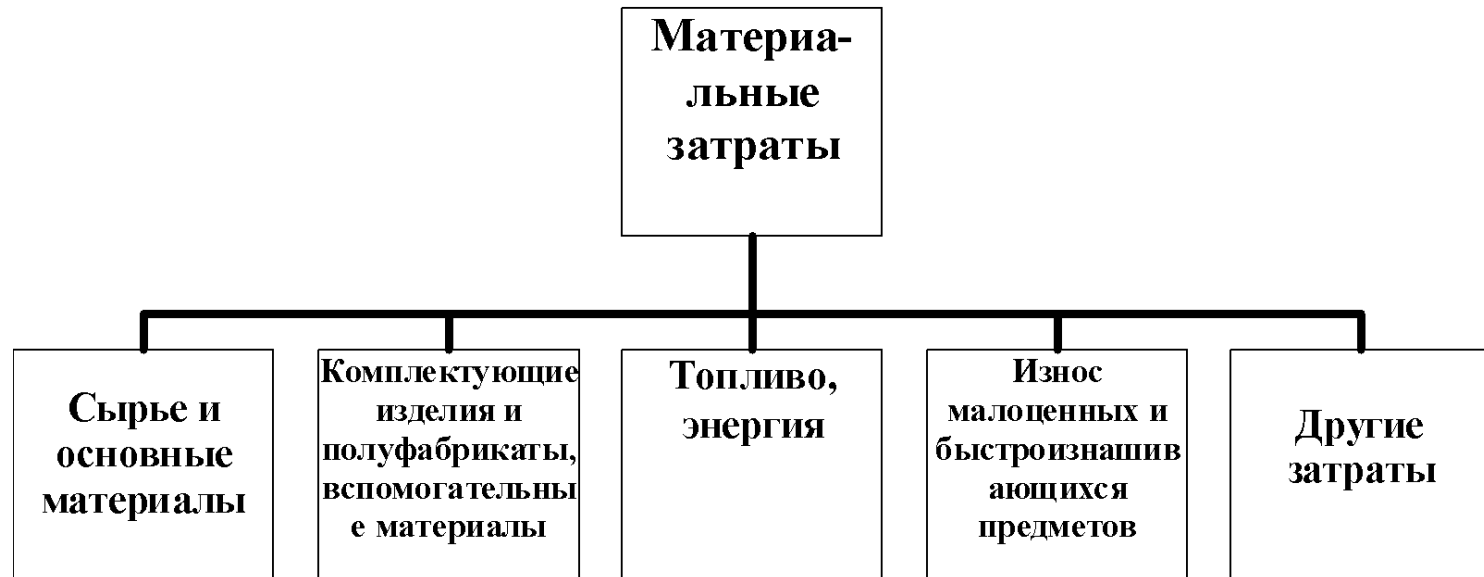 Материа-
льные
затраты
Сырье и
основные
материалы
Комплектующие
изделия и
полуфабрикаты,
вспомогательны
е материалы
Топливо,
энергия
Износ
малоценных и
быстроизнашив
ающихся
предметов
Другие
затраты